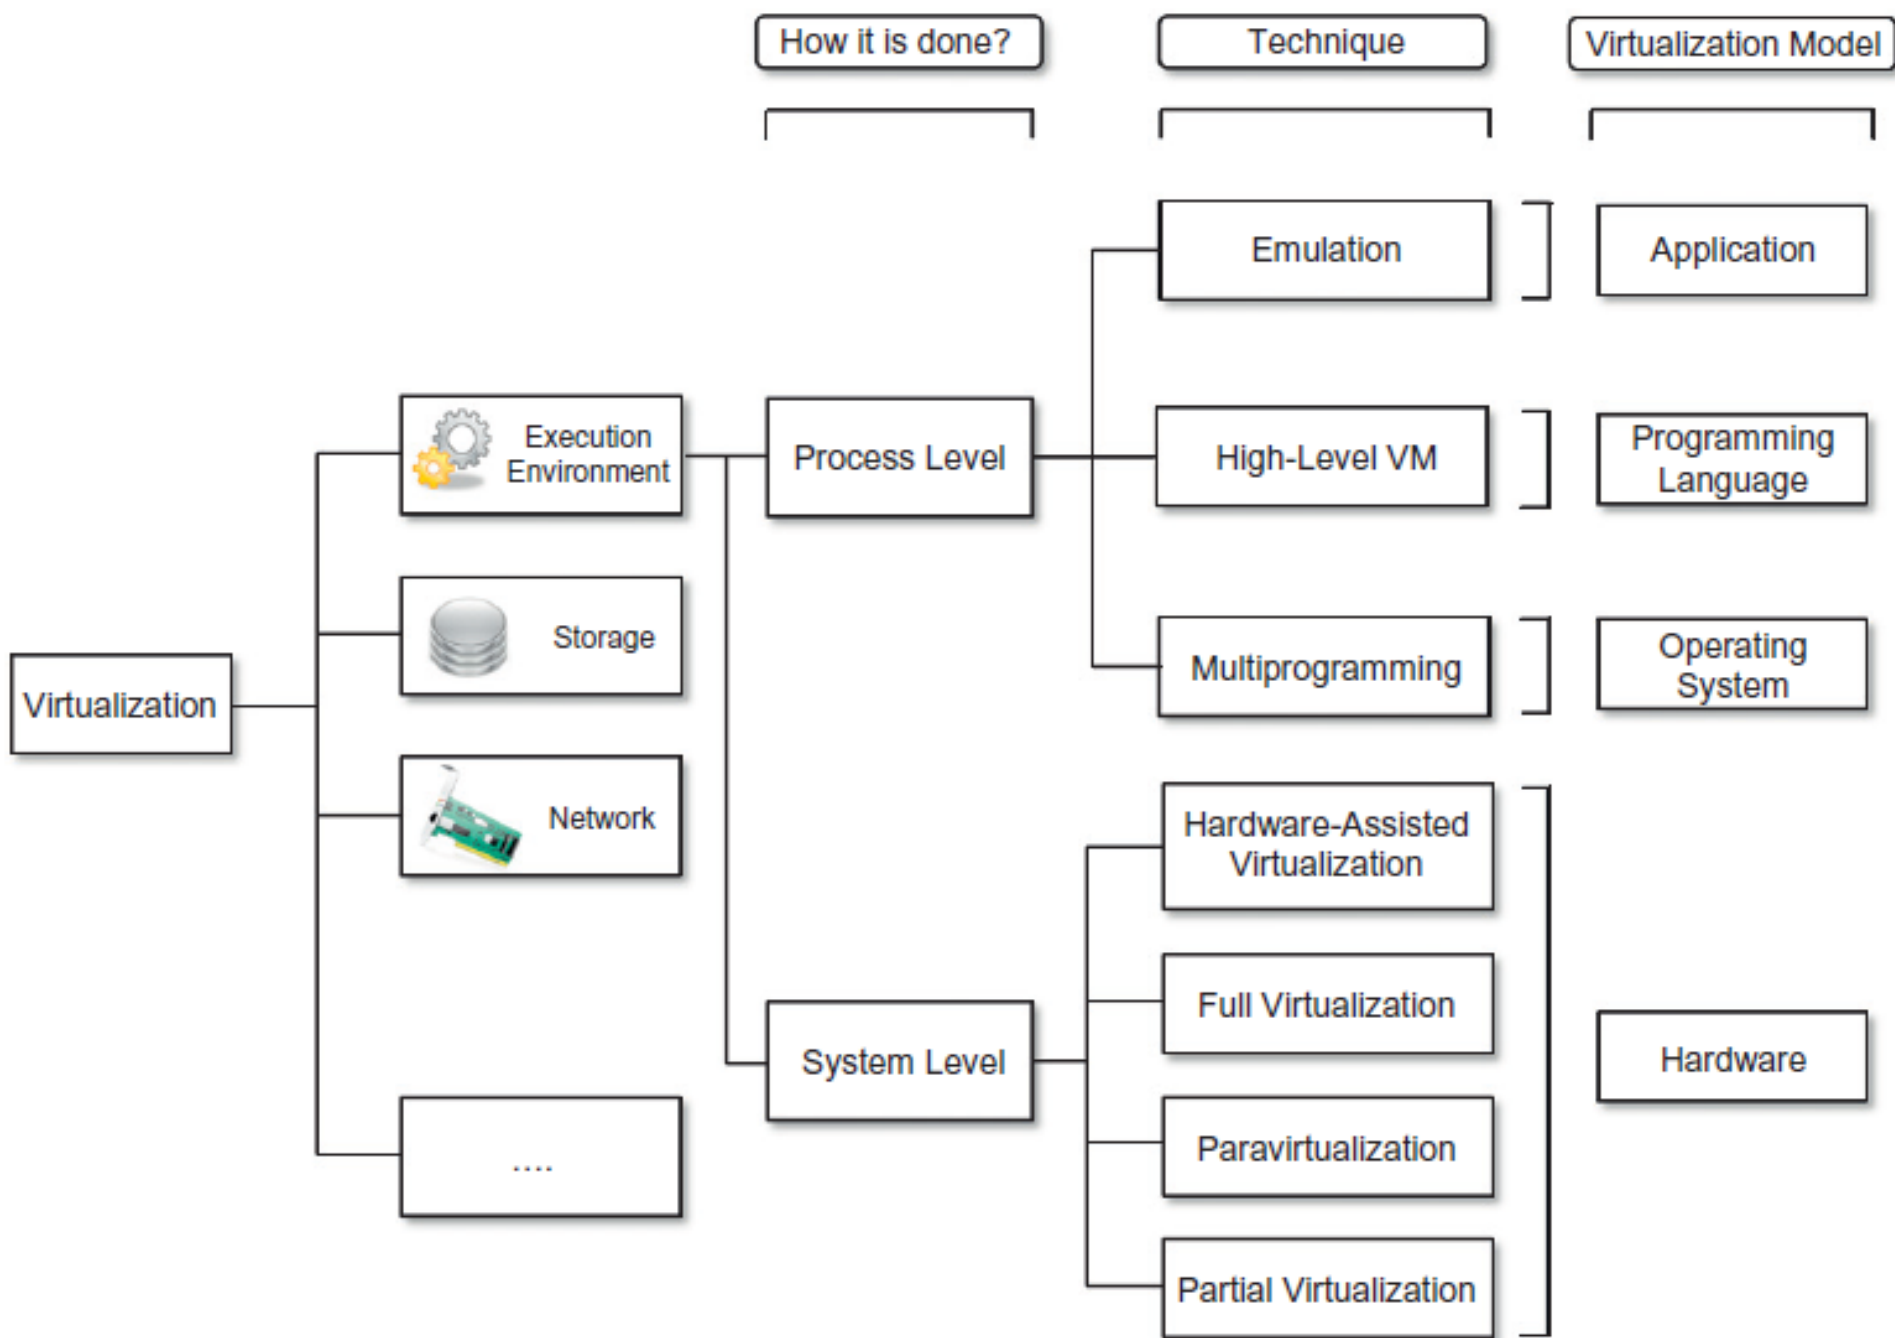 How it is done?
Technique
Virtualization Model
Emulation
Application
Execution
Environment
Process Level
High-Level VM
Programming
Language
Storage
Multiprogramming
Operating
System
Virtualization
Network
Hardware-Assisted
Virtualization
Full Virtualization
System Level
Hardware
....
Paravirtualization
Partial Virtualization